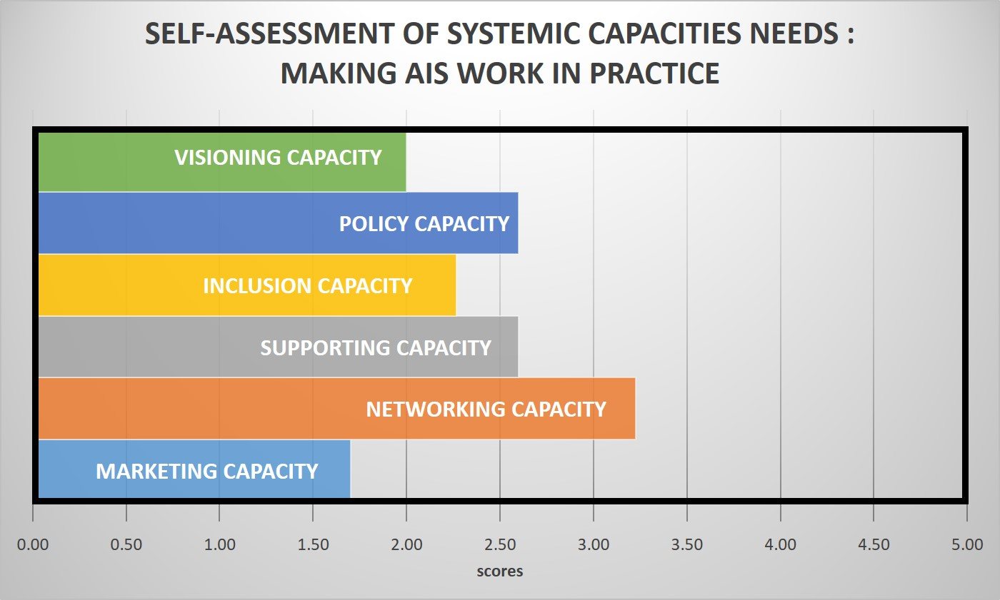 SELF-ASSESSMENT OF SYSTEMIC CAPACITIES NEEDS :
MAKING AIS WORK IN PRACTICE
VISIONING CAPACITY
POLICY CAPACITY
INCLUSION CAPACITY
SUPPORTING CAPACITY
NETWORKING CAPACITY
MARKETING CAPACITY
0.00 0.50 1.00 1.50 2.00 2.50 3.00 3.50 4.00 4.50 5.00
scores